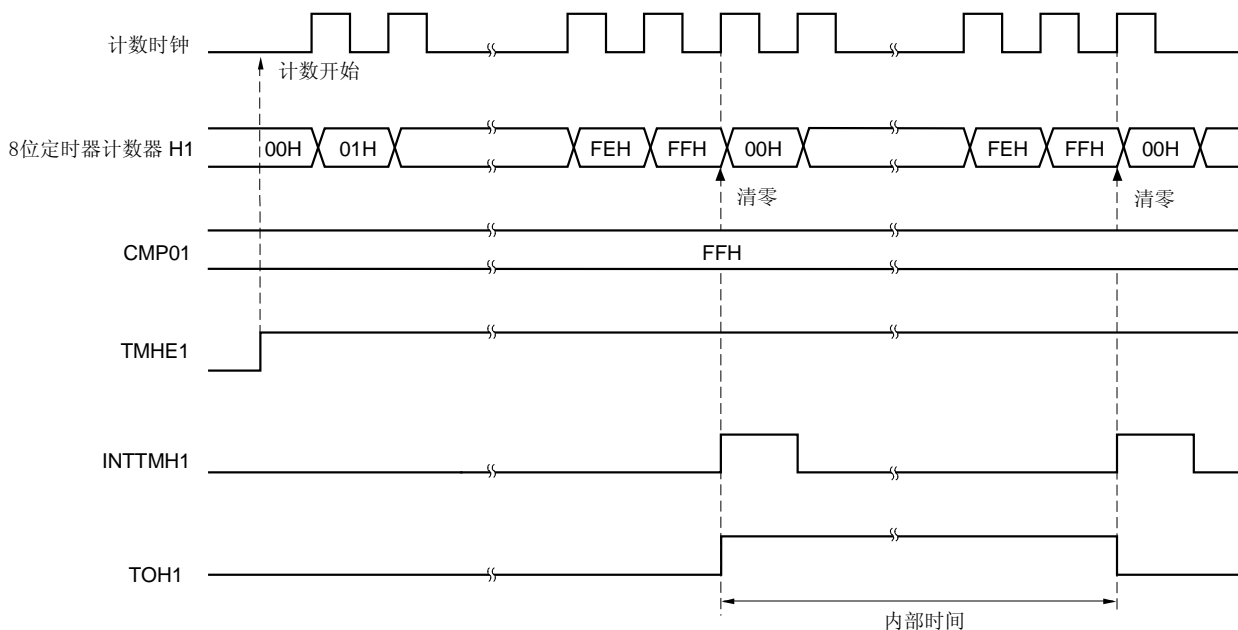 计数时钟
计数开始
8位定时器计数器 H1
00H 01H FEH FFH 00H FEH FFH 00H
清零 清零
CMP01 FFH
TMHE1
INTTMH1
TOH1
内部时间